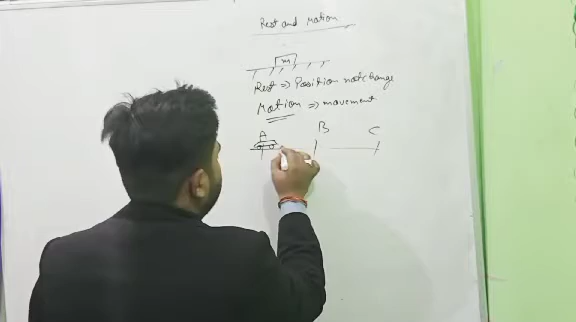 Rest and Motion
m
Rest => Position not change
Motion => movement
A B C